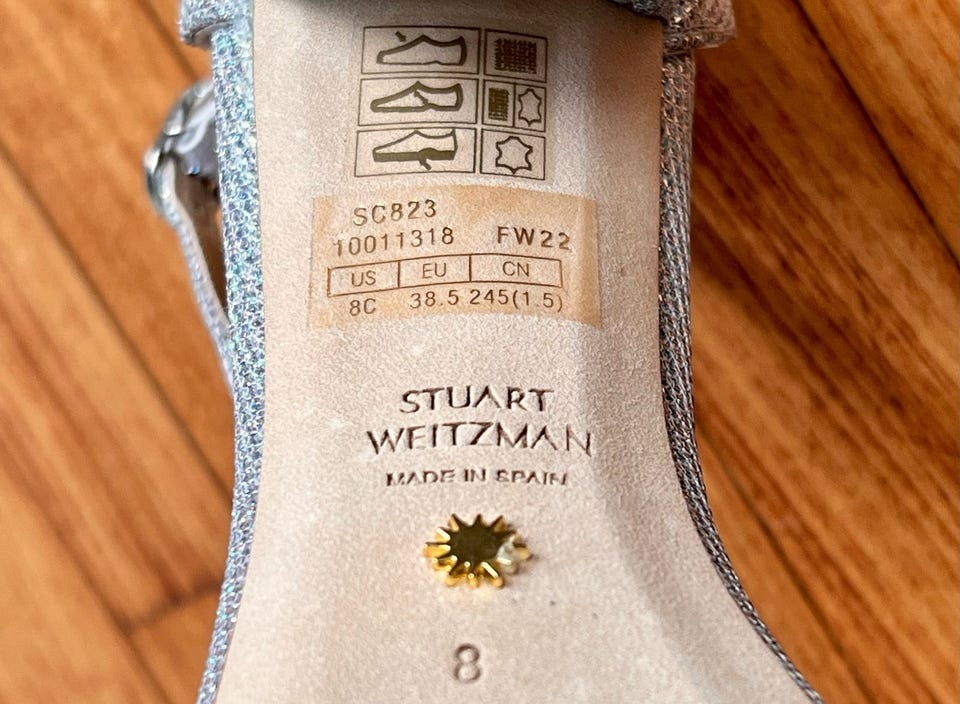 SC823
10011318 FW22
US EU CN
8C 38.5 245(1.5)
STUART
WEITZMAN
MADE IN SPAIN
8